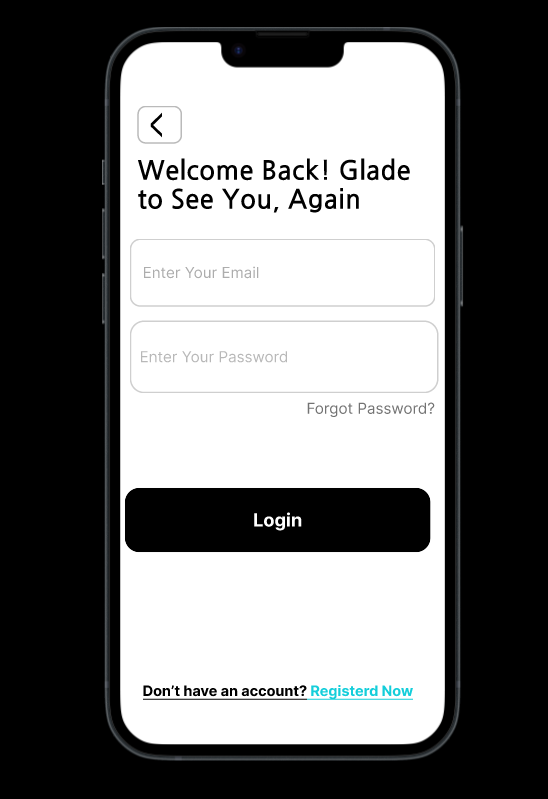 Welcome Back! Glade
to See You, Again
Enter Your Email
Enter Your Password
Forgot Password?
Login
Don't have an account? Registerd Now